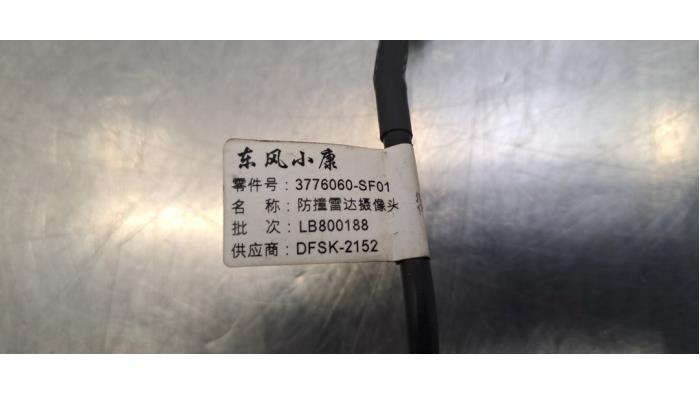 东风小康
零件号：3776060-SF01
名　称：防撞雷达摄像头
批　次：LB800188
供应商：DFSK-2152